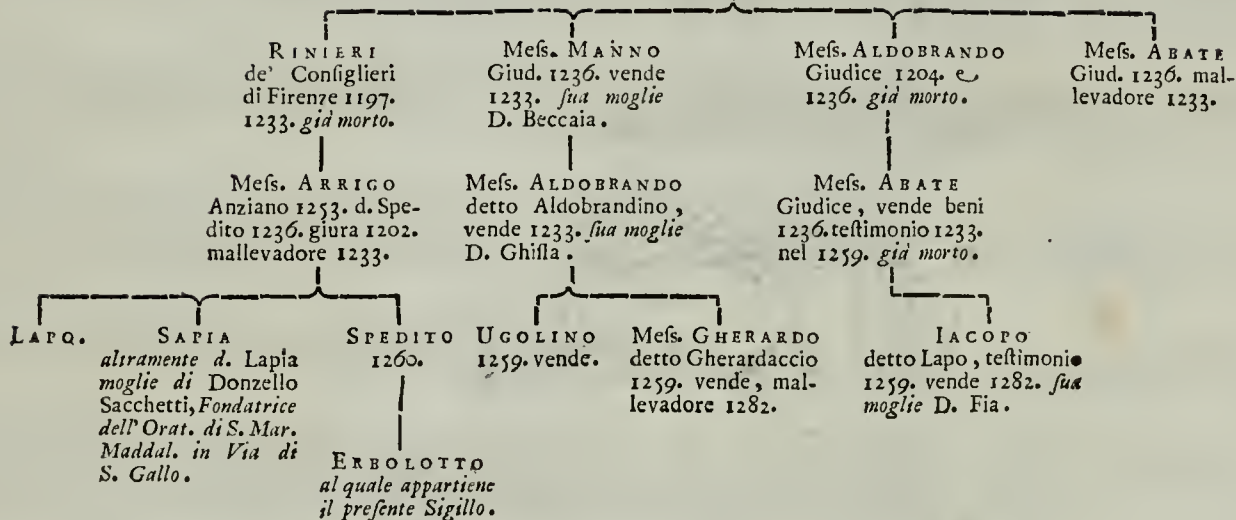 RINIERI
de' Conſiglieri
di Firenze 1197.
1233. già morto.
Meſs. MANNO
Giud. 1236. vende
1233. ſua moglie
D. Beccaia.
Meſs. ALDOBRANDO
Giudice 1204. e
1236. già morto.
Meſs. ABATE
Giud. 1236. mal-
levadore 1233.
Meſs. ARRIGO
Anziano 1253. d. Spe-
dito 1236. giura 1202.
mallevadore 1233.
Meſs. ALDOBRANDO
detto Aldobrandino,
vende 1233. ſua moglie
D. Ghiſla.
Meſs. ABATE
Giudice, vende beni
1236. teſtimonio 1233.
nel 1259. già morto.
LAPO.
SAPIA
altramente d. Lapia
moglie di Donzello
Sacchetti, Fondatrice
dell' Orat. di S. Mar.
Maddal. in Via di
S. Gallo.
SPEDITO
1260.
UGOLINO
1259. vende.
Meſs. GHERARDO
detto Gherardaccio
1259. vende, mal-
levadore 1282.
IACOPO
detto Lapo, teſtimonio
1259. vende 1282. ſua
moglie D. Fia.
ERBOLOTTO
al quale appartiene
il preſente Sigillo.